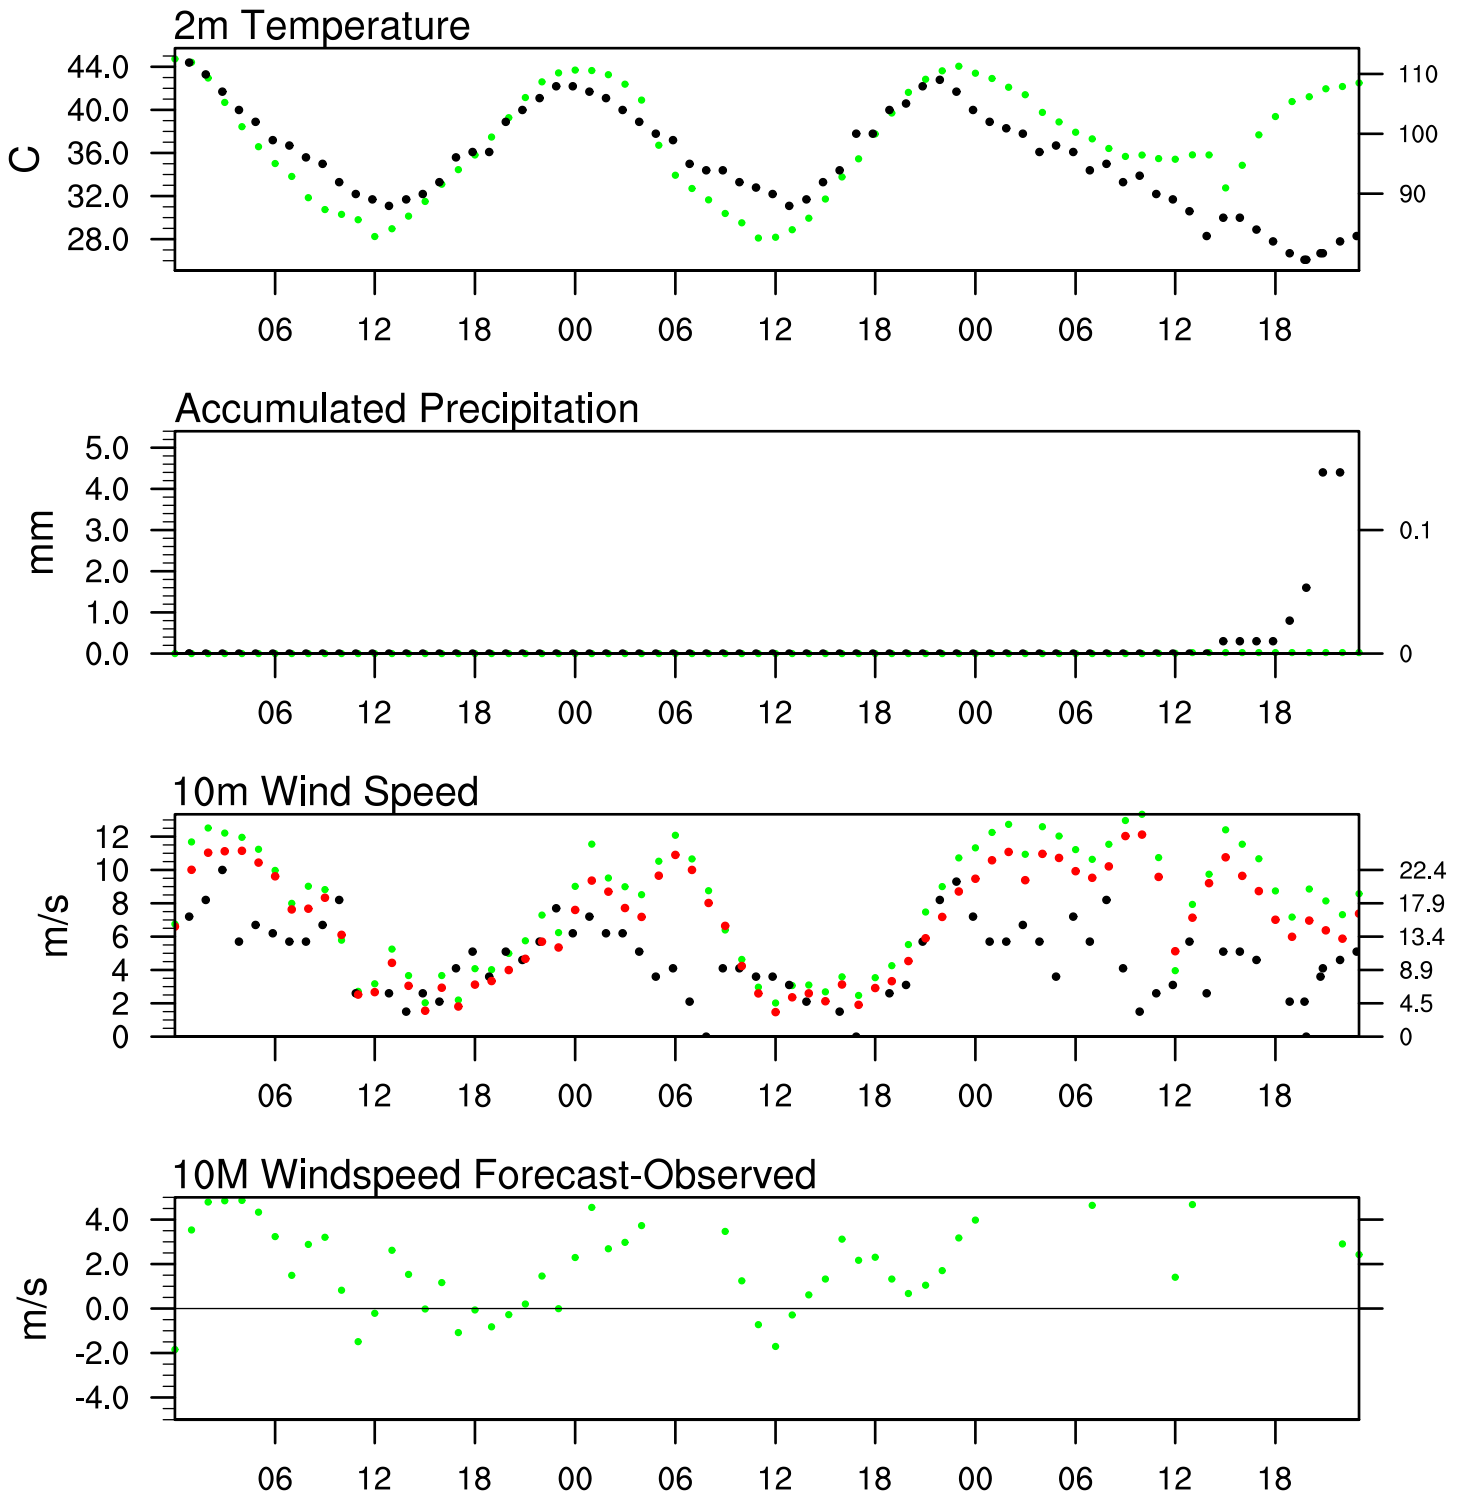 2m Temperature
44.0
40.0
36.0
32.0
28.0
C
110
100
90
06 12 18 00 06 12 18 00 06 12 18
Accumulated Precipitation
5.0
4.0
3.0
2.0
1.0
0.0
mm
0.1
0
06 12 18 00 06 12 18 00 06 12 18
10m Wind Speed
12
10
8
6
4
2
0
m/s
22.4
17.9
13.4
8.9
4.5
0
06 12 18 00 06 12 18 00 06 12 18
10M Windspeed Forecast-Observed
4.0
2.0
0.0
-2.0
-4.0
m/s
06 12 18 00 06 12 18 00 06 12 18